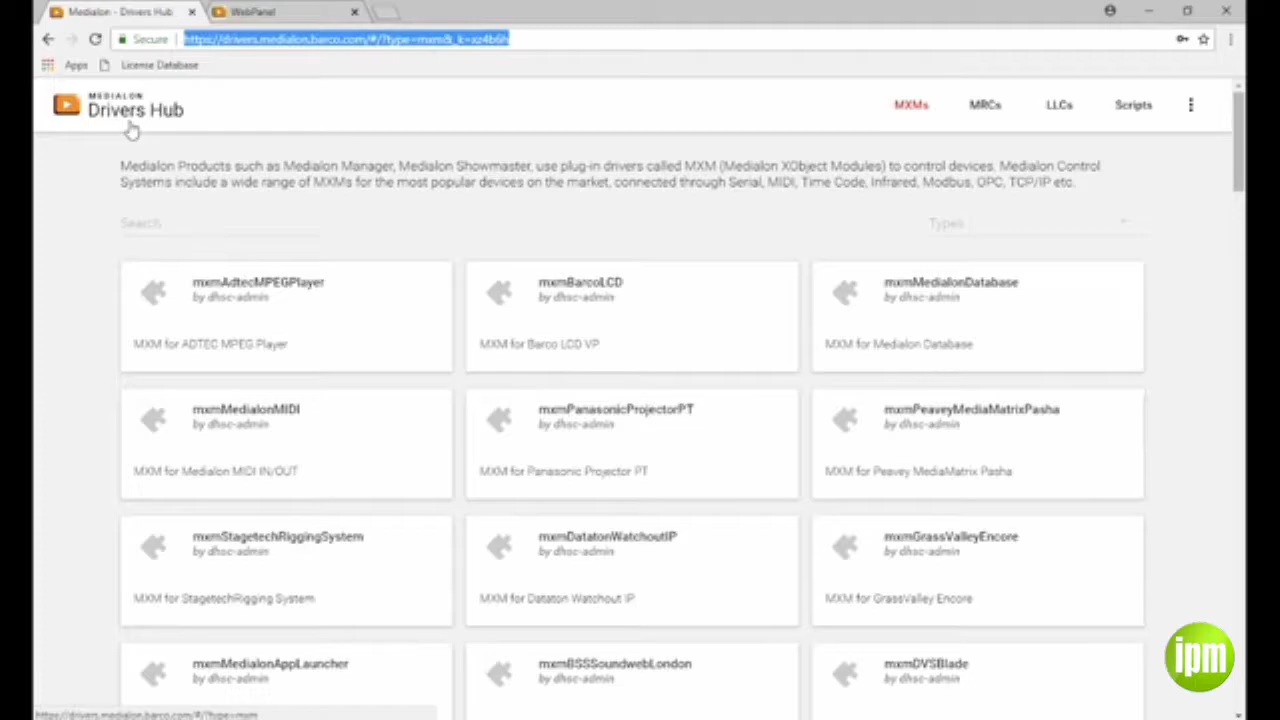 Medialon - Drivers Hub
WebPanel
Secure
https://drivers.medialon.barco.com/#/?type=mxm&_k=xz4b6h
Apps
License Database
MEDIALON
Drivers Hub
MXMs
MRCs
LLCs
Scripts
Medialon Products such as Medialon Manager, Medialon Showmaster, use plug-in drivers called MXM (Medialon XObject Modules) to control devices. Medialon Control
Systems include a wide range of MXMs for the most popular devices on the market, connected through Serial, MIDI, Time Code, Infrared, Modbus, OPC, TCP/IP etc.
Search
Types
mxmAdtecMPEGPlayer
by dhsc-admin
MXM for ADTEC MPEG Player
mxmBarcoLCD
by dhsc-admin
MXM for Barco LCD VP
mxmMedialonDatabase
by dhsc-admin
MXM for Medialon Database
mxmMedialonMIDI
by dhsc-admin
MXM for Medialon MIDI IN/OUT
mxmPanasonicProjectorPT
by dhsc-admin
MXM for Panasonic Projector PT
mxmPeaveyMediaMatrixPasha
by dhsc-admin
MXM for Peavey MediaMatrix Pasha
mxmStagetechRiggingSystem
by dhsc-admin
MXM for StagetechRigging System
mxmDatatonWatchoutIP
by dhsc-admin
MXM for Dataton Watchout IP
mxmGrassValleyEncore
by dhsc-admin
MXM for GrassValley Encore
mxmMedialonAppLauncher
by dhsc-admin
mxmBSSSoundwebLondon
by dhsc-admin
mxmDVSBlade
by dhsc-admin
https://drivers.medialon.barco.com/#/?type=mxm
ipm